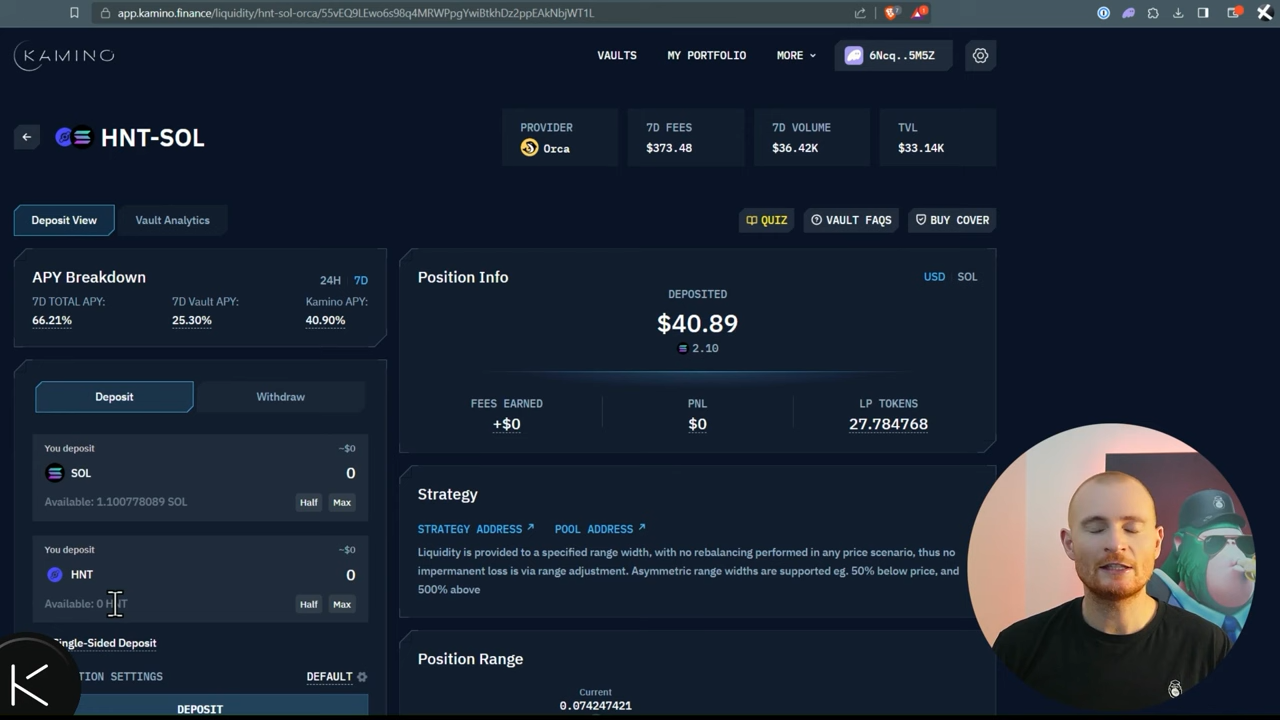 app.kamino.finance/liquidity/hnt-sol-orca/55vEQ9LEwo6s98q4MRWPpgYwiBtkhDz2ppEAkNbjWT1L
KAMINO
VAULTS MY PORTFOLIO MORE 6Ncq..5M5Z
HNT-SOL
PROVIDER 7D FEES 7D VOLUME TVL
Orca $373.48 $36.42K $33.14K
Deposit View Vault Analytics
QUIZ VAULT FAQS BUY COVER
APY Breakdown 24H 7D
7D TOTAL APY: 7D Vault APY: Kamino APY:
66.21% 25.30% 40.90%
Position Info USD SOL
DEPOSITED
$40.89
2.10
FEES EARNED PNL LP TOKENS
+$0 $0 27.784768
Deposit Withdraw
You deposit ~$0
SOL 0
Available: 1.100778089 SOL Half Max
You deposit ~$0
HNT 0
Available: 0 HNT Half Max
Single-Sided Deposit
SETTINGS DEFAULT
DEPOSIT
Strategy
STRATEGY ADDRESS POOL ADDRESS
Liquidity is provided to a specified range width, with no rebalancing performed in any price scenario, thus no
impermanent loss is via range adjustment. Asymmetric range widths are supported eg. 50% below price, and
500% above
Position Range
Current
0.074247421
K